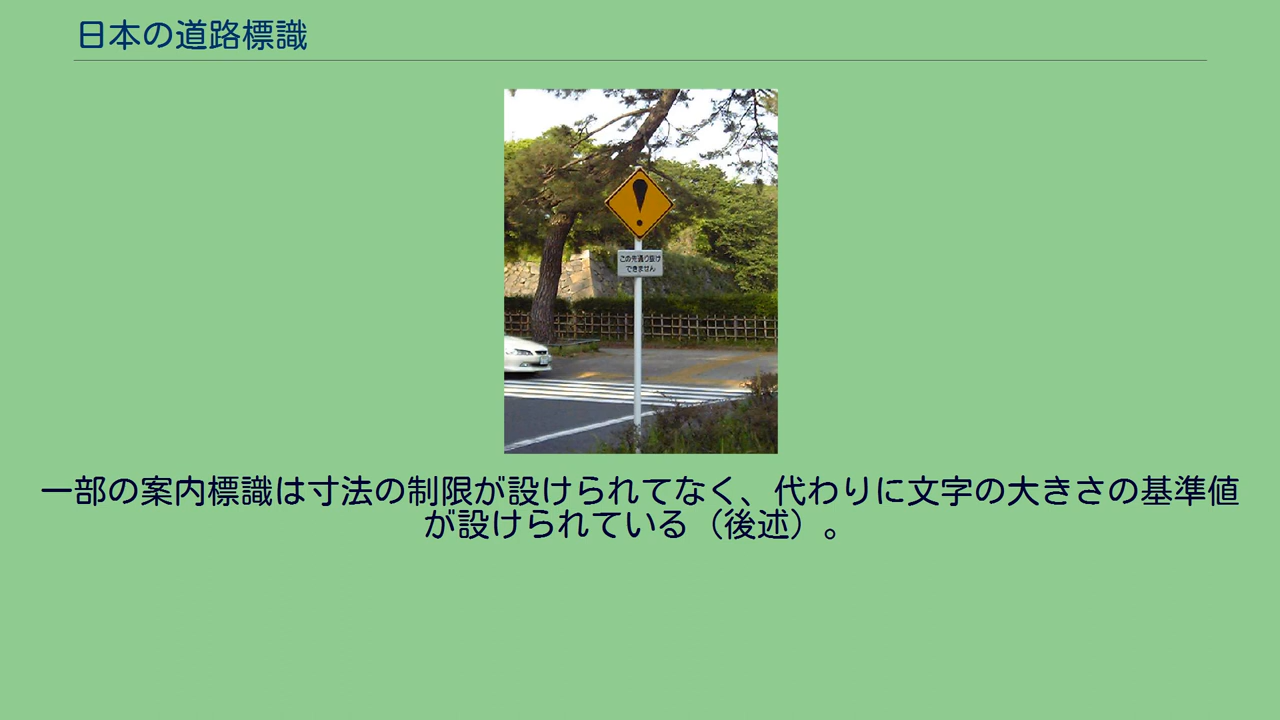 日本の道路標識
この先通り抜け
できません
一部の案内標識は寸法の制限が設けられてなく、代わりに文字の大きさの基準値
が設けられている（後述）。